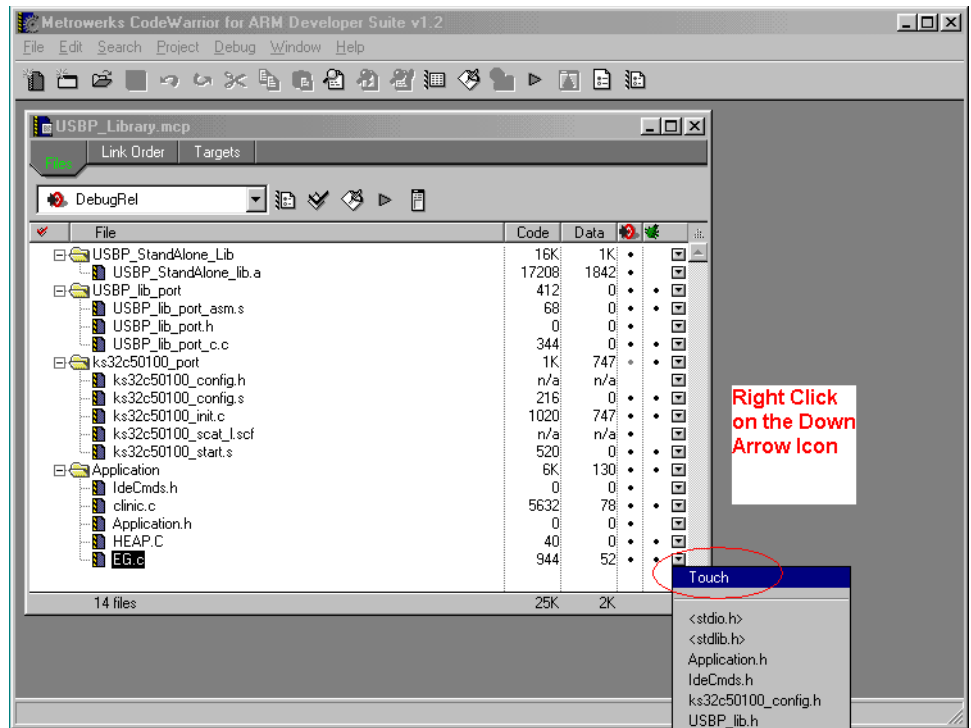 Metrowerks CodeWarrior for ARM Developer Suite v1.2
File Edit Search Project Debug Window Help
USBP_Library.mcp
Files Link Order Targets
DebugRel
File Code Data
USBP_StandAlone_Lib 16K 1K
USBP_StandAlone_lib.a 17208 1842
USBP_lib_port 412 0
USBP_lib_port_asm.s 68 0
USBP_lib_port.h 0 0
USBP_lib_port_c.c 344 0
ks32c50100_port 1K 747
ks32c50100_config.h n/a n/a
ks32c50100_config.s 216 0
ks32c50100_init.c 1020 747
ks32c50100_scat_l.scf n/a n/a
ks32c50100_start.s 520 0
Application 6K 130
IdeCmds.h 0 0
clinic.c 5632 78
Application.h 0 0
HEAP.C 40 0
EG.c 944 52
14 files 25K 2K
Right Click
on the Down
Arrow Icon
Touch
<stdio.h>
<stdlib.h>
Application.h
IdeCmds.h
ks32c50100_config.h
USBP_lib.h